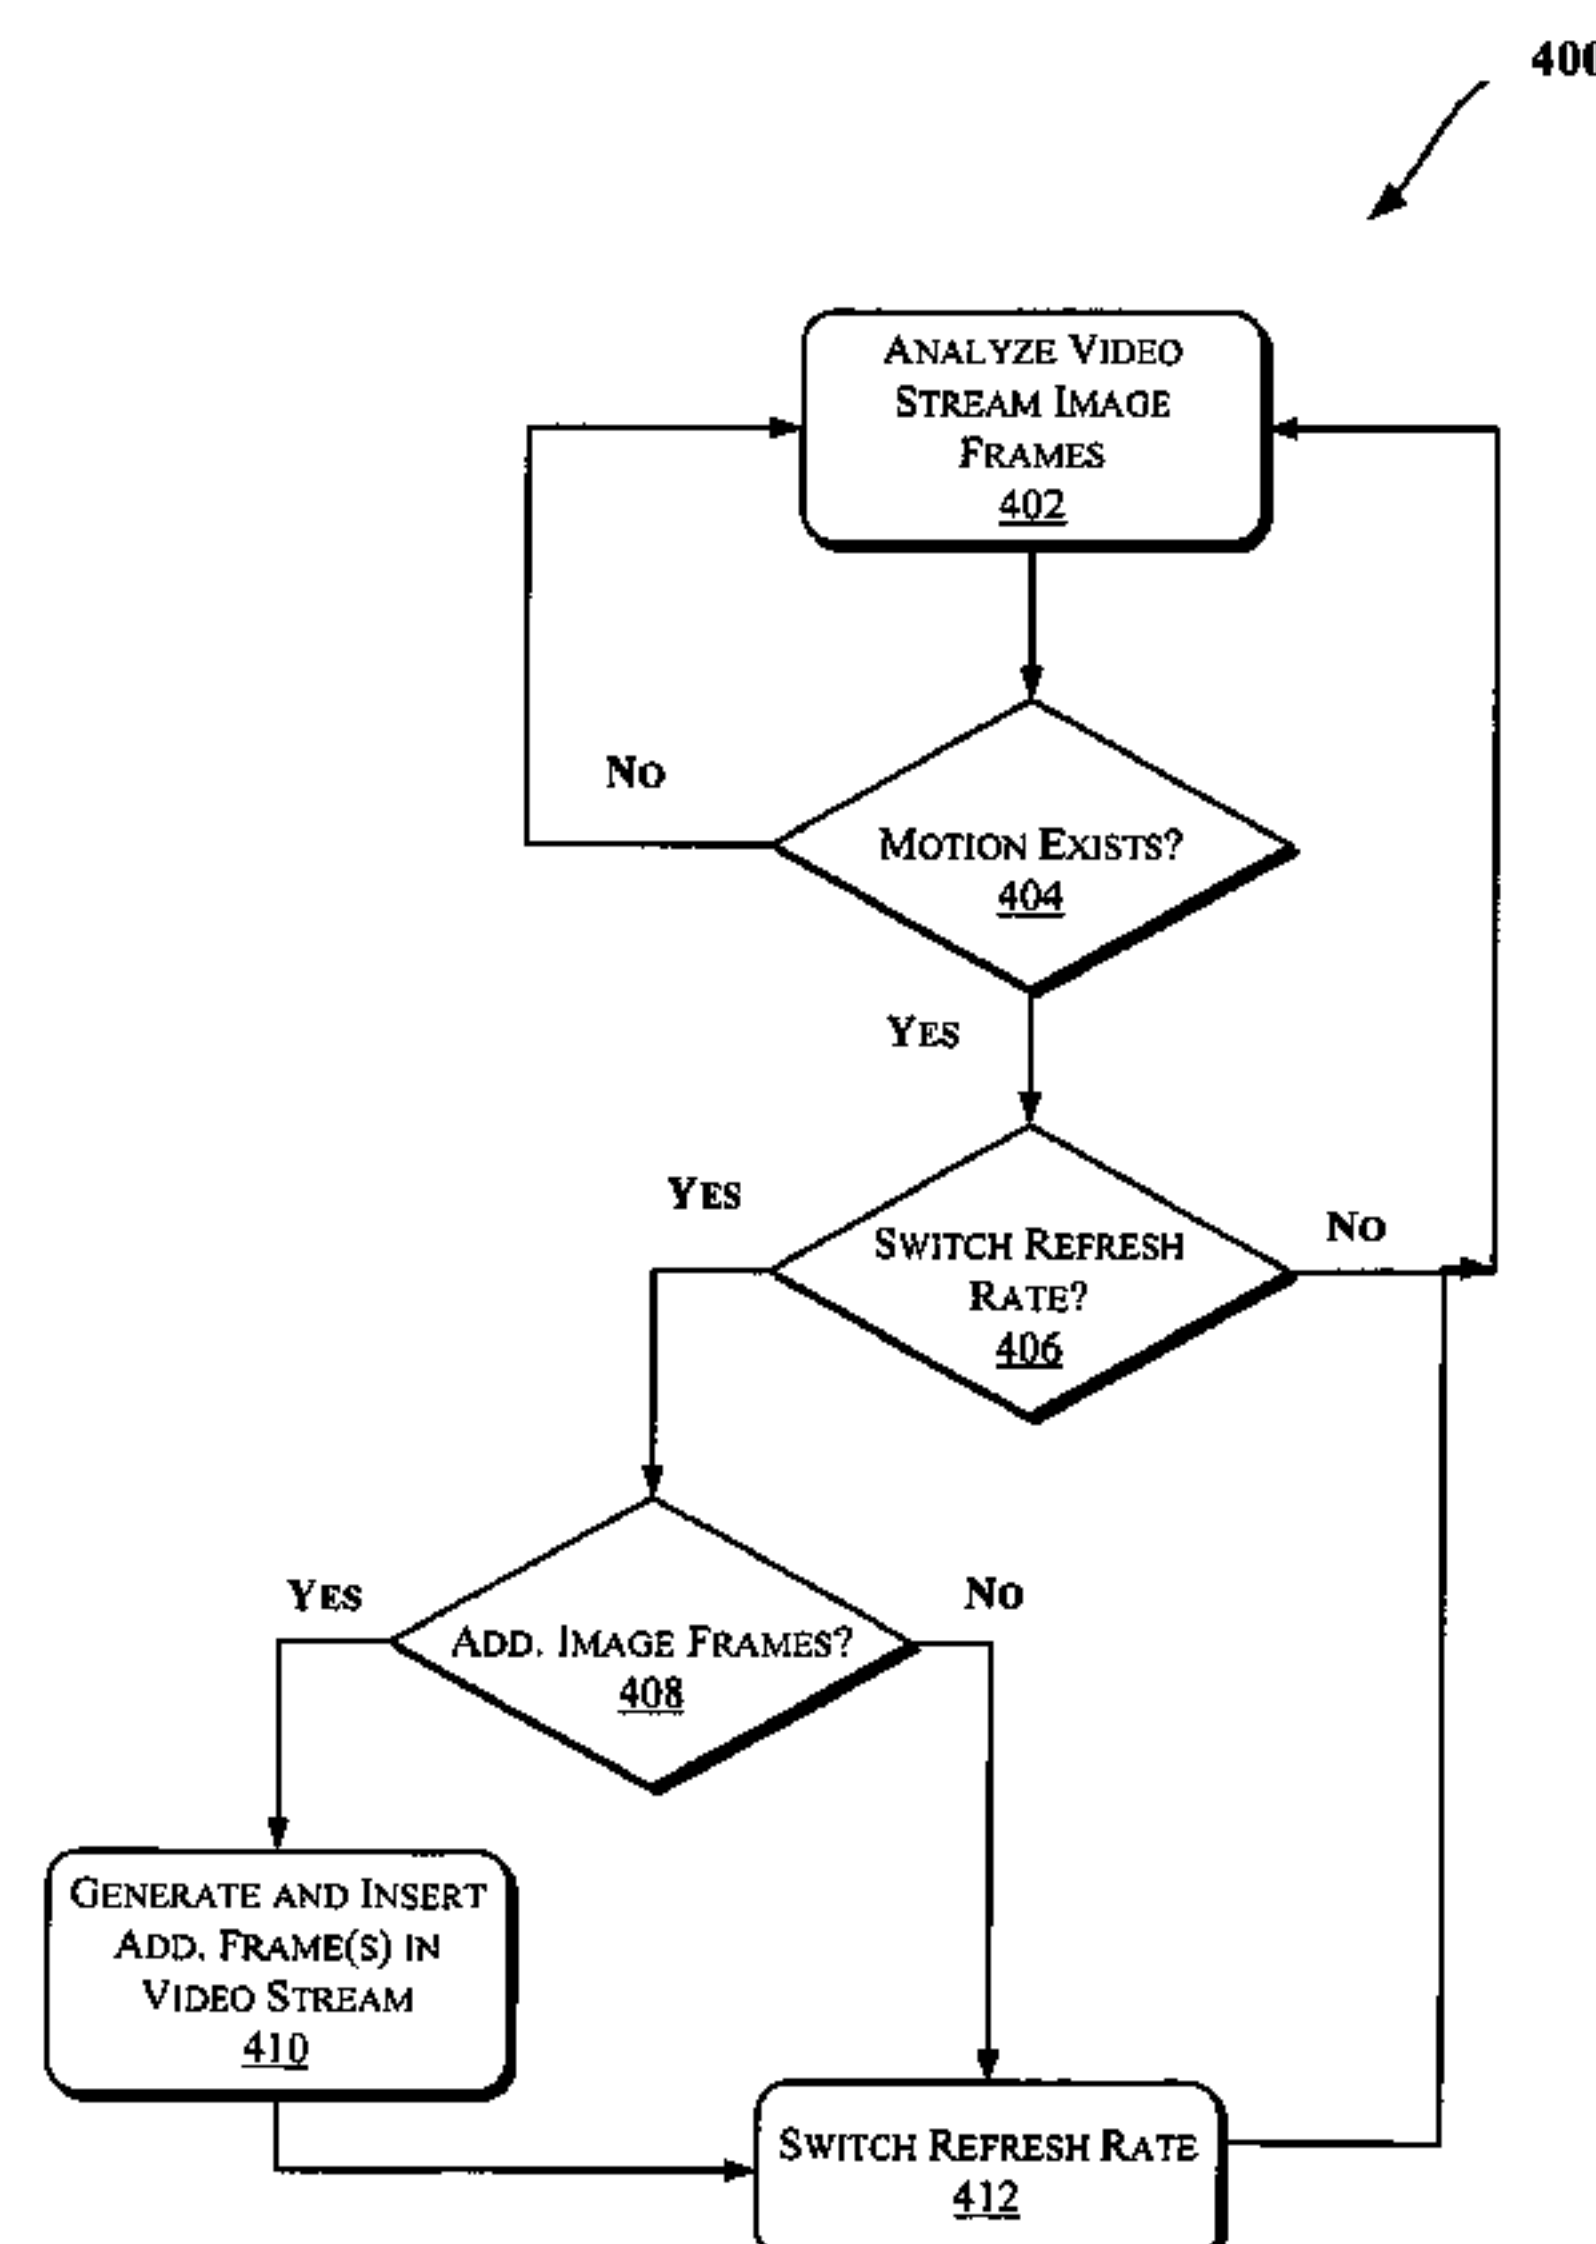 400
ANALYZE VIDEO
STREAM IMAGE
FRAMES
402
NO
MOTION EXISTS?
404
YES
YES
SWITCH REFRESH
RATE?
406
NO
YES
ADD. IMAGE FRAMES?
408
NO
GENERATE AND INSERT
ADD. FRAME(S) IN
VIDEO STREAM
410
SWITCH REFRESH RATE
412